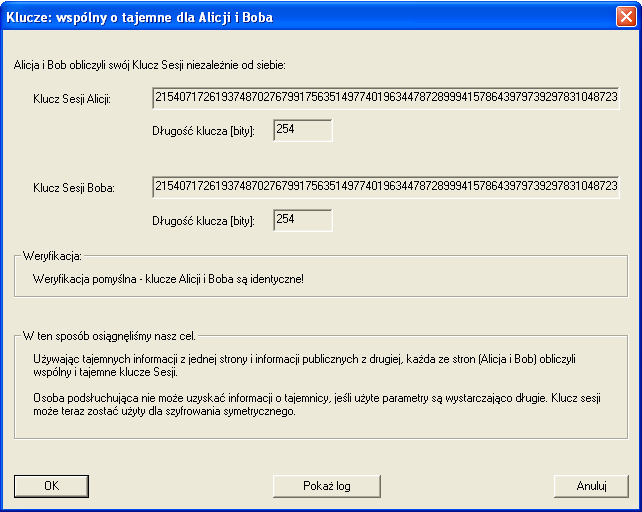 Klucze: wspólny o tajemne dla Alicji i Boba
Alicja i Bob obliczyli swój Klucz Sesji niezależnie od siebie:
Klucz Sesji Alicji: 215407172619374870276799175635149774019634478728999415786439797392978310487​23
Długość klucza [bity]: 254
Klucz Sesji Boba: 21540717261937487027679917563514977401963447872899941578643979739297831048723
Długość klucza [bity]: 254
Weryfikacja:
Weryfikacja pomyślna - klucze Alicji i Boba są identyczne!
W ten sposób osiągnęliśmy nasz cel.
Używając tajemnych informacji z jednej strony i informacji publicznych z drugiej, każda ze stron (Alicja i Bob) obliczyli
wspólny i tajemne klucze Sesji.
Osoba podsłuchująca nie może uzyskać informacji o tajemnicy, jeśli użyte parametry są wystarczająco długie. Klucz sesji
może teraz zostać użyty dla szyfrowania symetrycznego.
OK Pokaż log Anuluj